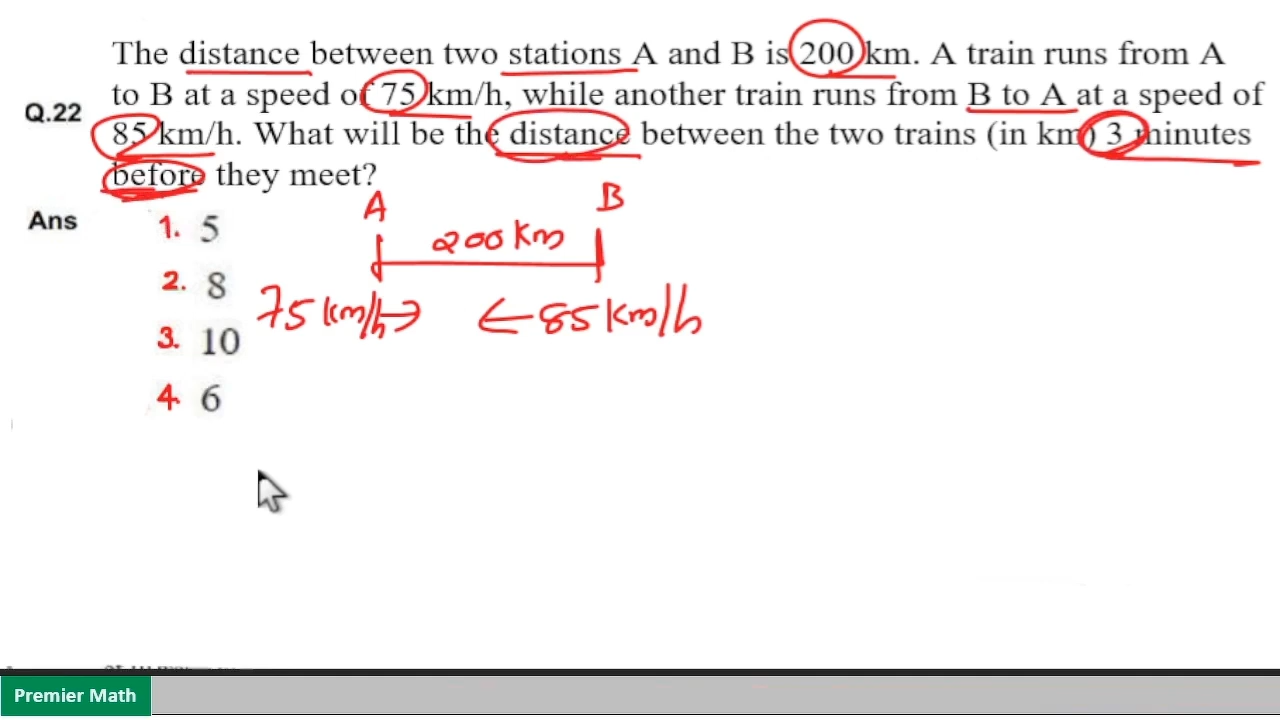 The distance between two stations A and B is 200 km. A train runs from A
to B at a speed of 75 km/h, while another train runs from B to A at a speed of
Q.22
85 km/h. What will be the distance between the two trains (in km) 3 minutes
before they meet?
A B
Ans 1. 5
200 Km
2. 8
75 km/h → ← 85 Km/h
3. 10
4. 6
Premier Math